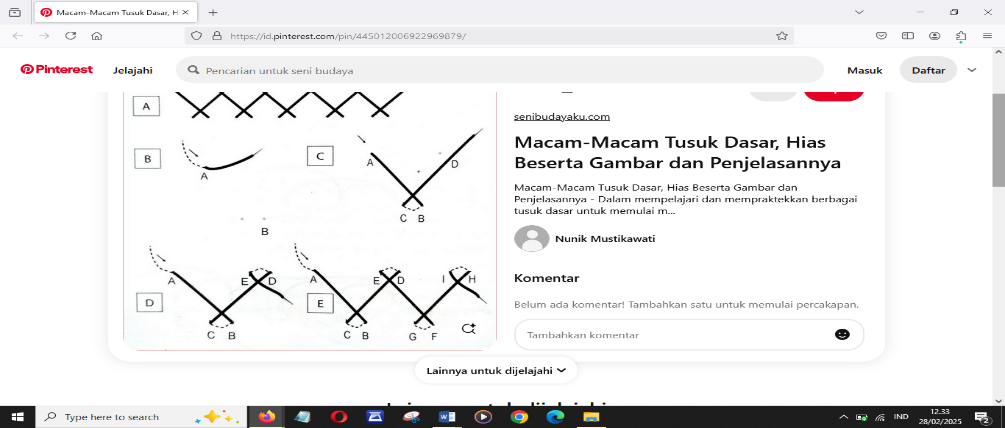 Macam-Macam Tusuk Dasar, Hi
https://id.pinterest.com/pin/445012006922969879/
Pinterest
Jelajahi
Pencarian untuk seni budaya
Masuk
Daftar
A
B
A
C
A
D
C B
B
D
A
E D
C B
E
A
E D
I H
C B
G F
senibudayaku.com
Macam-Macam Tusuk Dasar, Hias
Beserta Gambar dan Penjelasannya
Macam-Macam Tusuk Dasar, Hias Beserta Gambar dan
Penjelasannya - Dalam mempelajari dan mempraktekkan berbagai
tusuk dasar untuk memulai m...
Nunik Mustikawati
Komentar
Belum ada komentar! Tambahkan satu untuk memulai percakapan.
Tambahkan komentar
Lainnya untuk dijelajahi
Type here to search
IND
12.33
28/02/2025
2